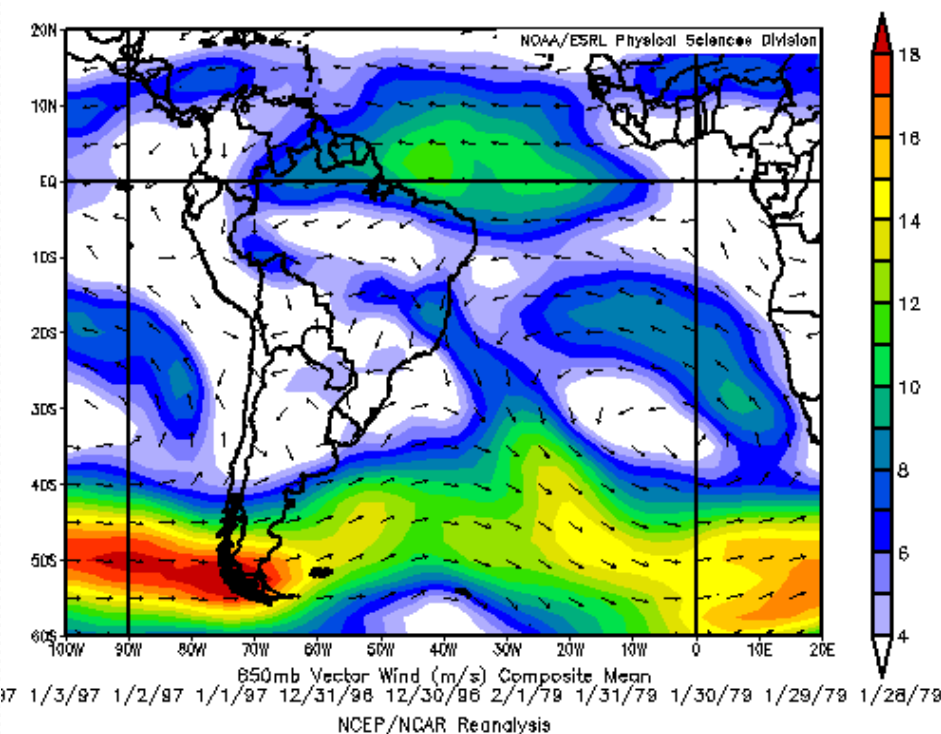 20N
NOAA/ESRL Physical Sciences Division
10N
EQ
10S
20S
30S
40S
50S
60S
100W 90W 80W 70W 60W 50W 40W 30W 20W 10W 0 10E 20E
18
16
14
12
10
8
6
4
850mb Vector Wind (m/s) Composite Mean
97 1/3/97 1/2/97 1/1/97 12/31/96 12/30/96 2/1/79 1/31/79 1/30/79 1/29/79 1/28/79
NCEP/NCAR Reanalysis